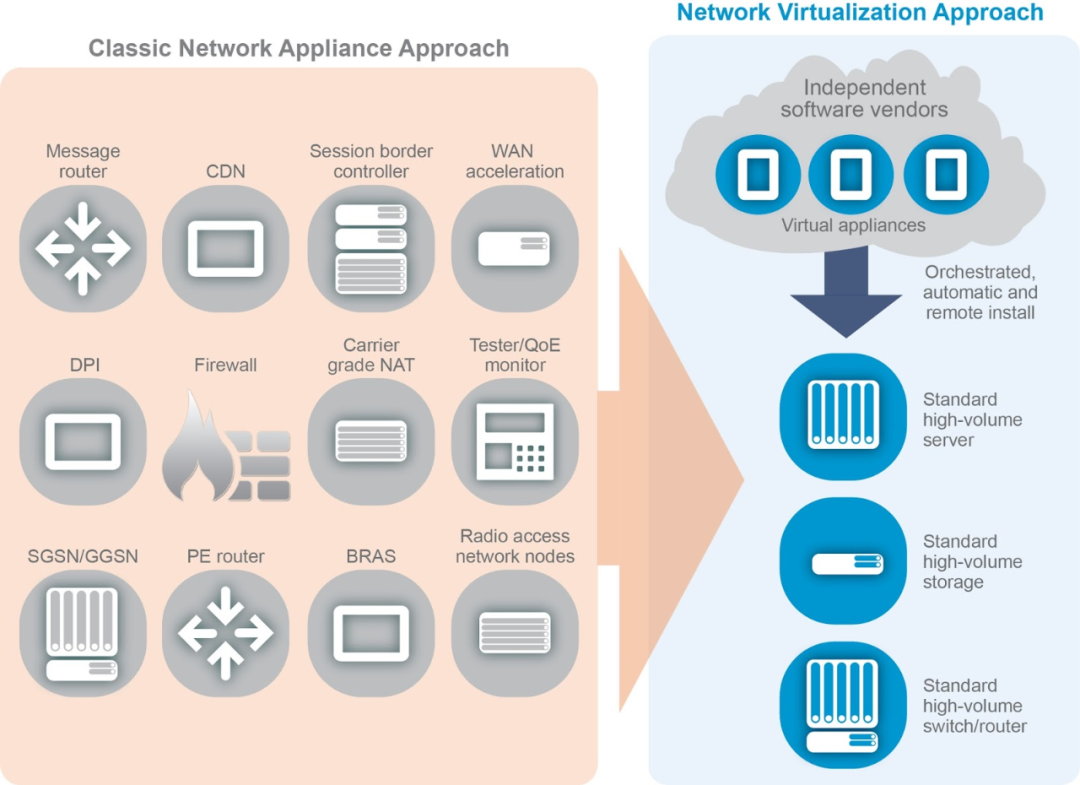 Network Virtualization Approach
Classic Network Appliance Approach
Message
router
CDN
Session border
controller
WAN
acceleration
DPI
Firewall
Carrier
grade NAT
Tester/QoE
monitor
SGSN/GGSN
PE router
BRAS
Radio access
network nodes
Independent
software vendors
Virtual appliances
Orchestrated,
automatic and
remote install
Standard
high-volume
server
Standard
high-volume
storage
Standard
high-volume
switch/router